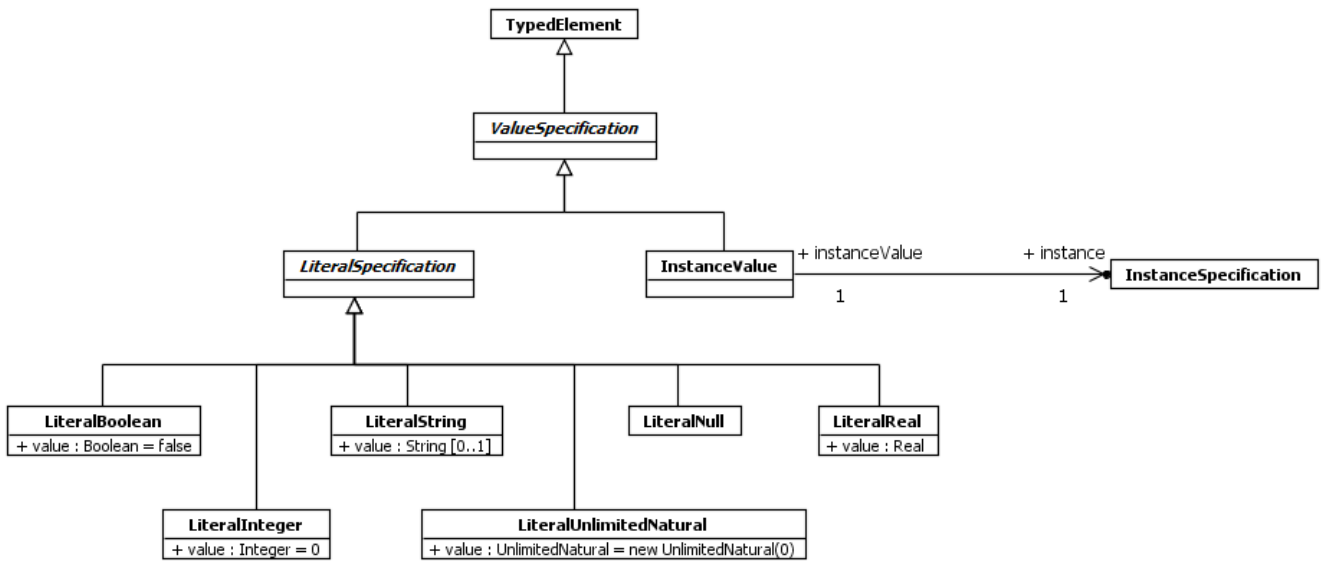 TypedElement
ValueSpecification
LiteralSpecification
InstanceValue
+ instanceValue
+ instance
1
1
InstanceSpecification
LiteralBoolean
+ value : Boolean = false
LiteralString
+ value : String [0..1]
LiteralNull
LiteralReal
+ value : Real
LiteralInteger
+ value : Integer = 0
LiteralUnlimitedNatural
+ value : UnlimitedNatural = new UnlimitedNatural(0)